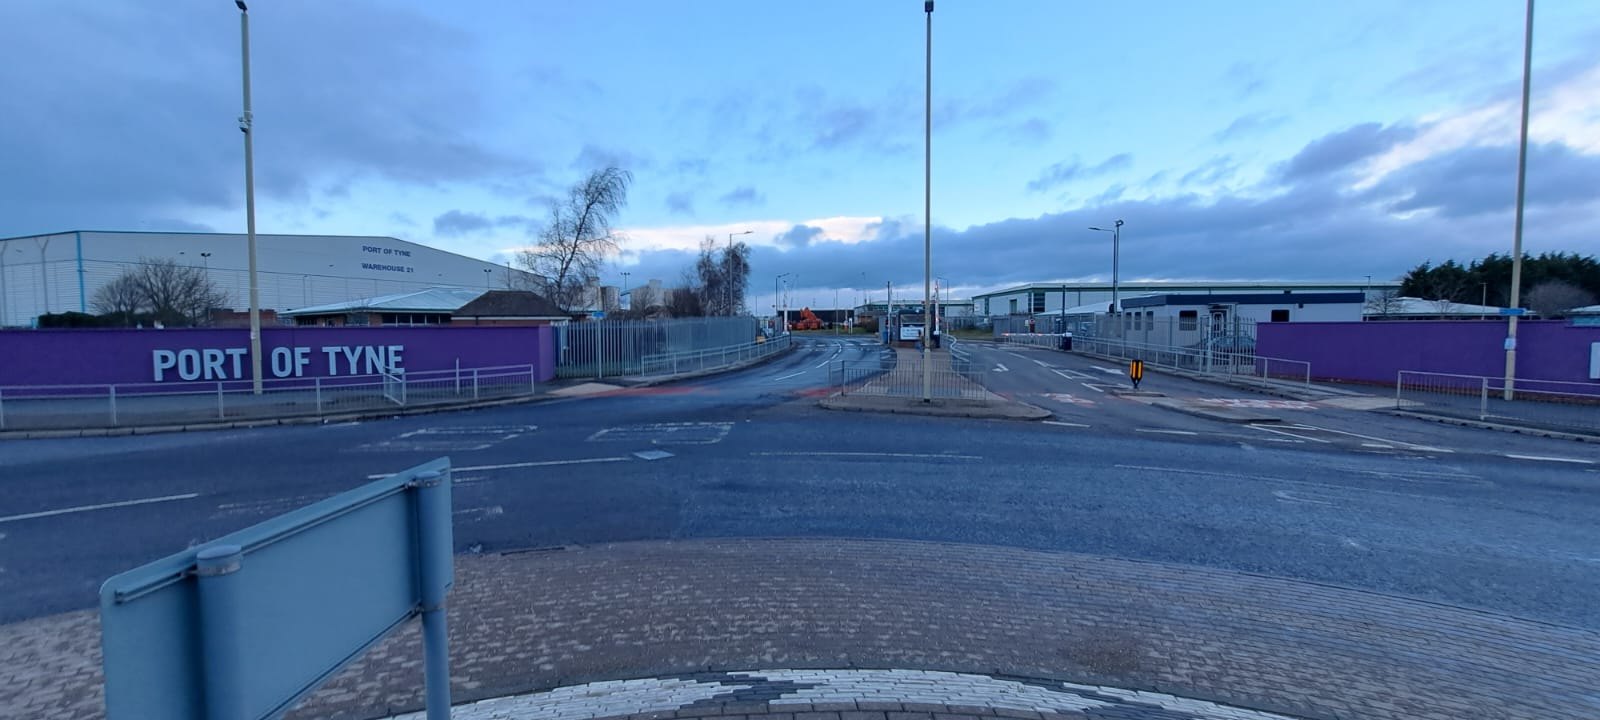 PORT OF TYNE
WAREHOUSE 21
PORT OF TYNE